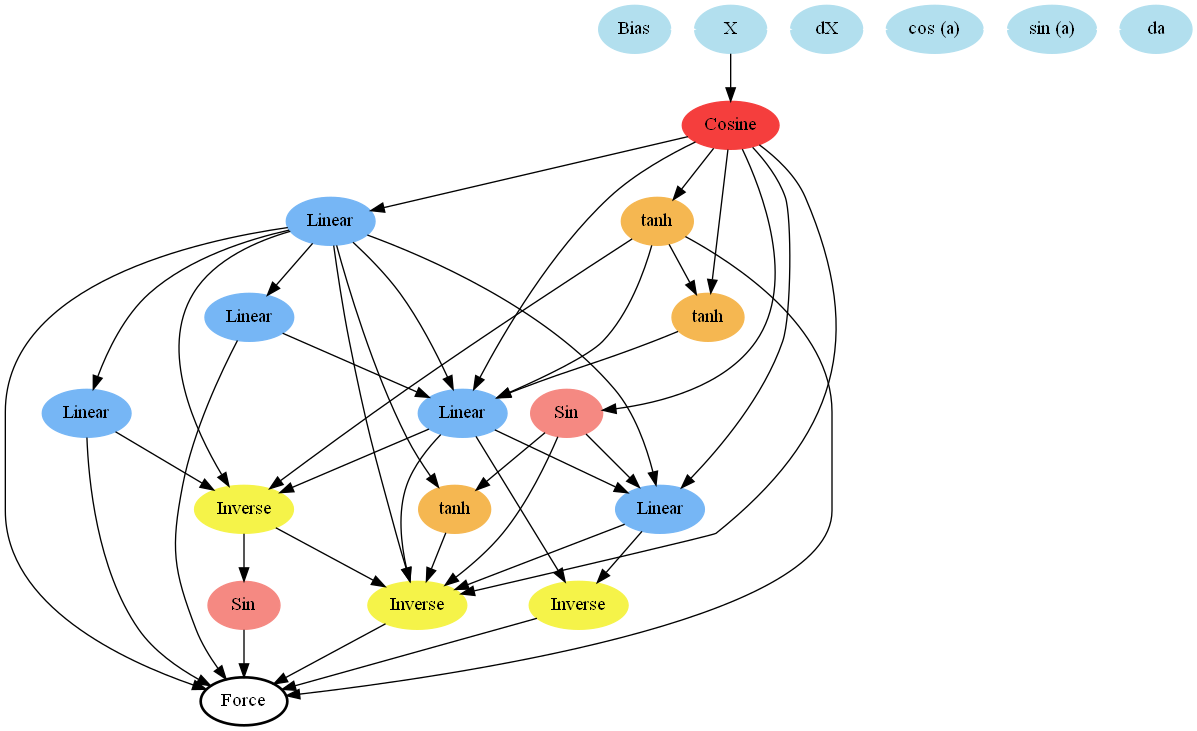 Bias
X
dX
cos (a)
sin (a)
da
Cosine
Linear
tanh
Linear
tanh
Linear
Linear
Sin
Inverse
tanh
Linear
Sin
Inverse
Inverse
Force